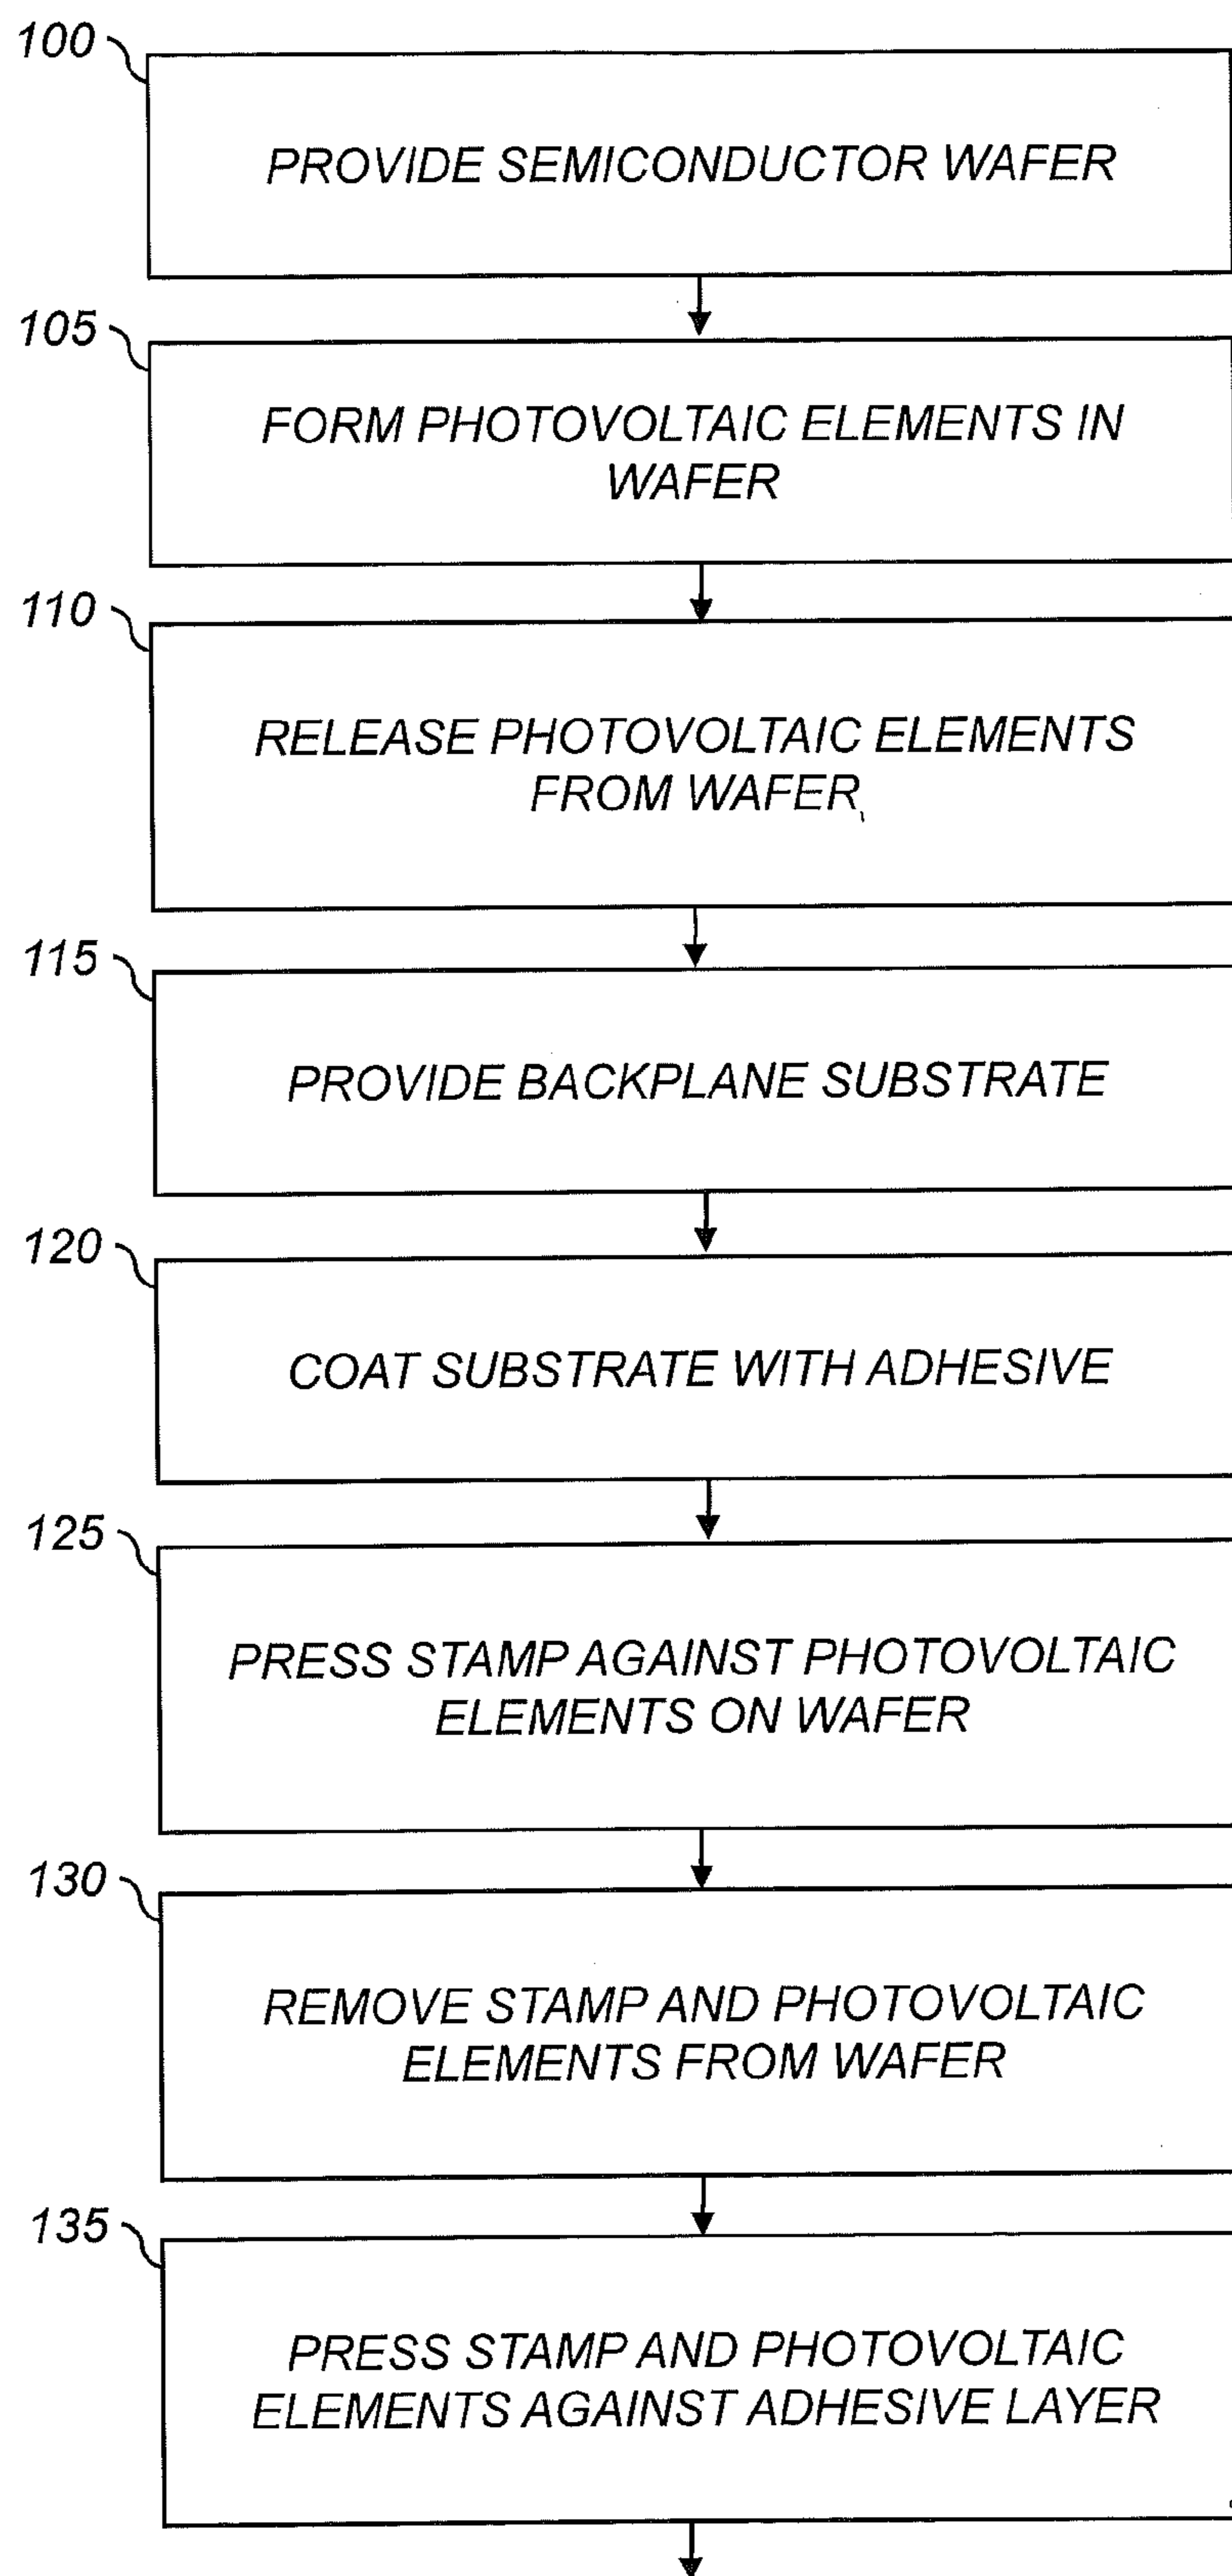 100
PROVIDE SEMICONDUCTOR WAFER
105
FORM PHOTOVOLTAIC ELEMENTS IN
WAFER
110
RELEASE PHOTOVOLTAIC ELEMENTS
FROM WAFER
115
PROVIDE BACKPLANE SUBSTRATE
120
COAT SUBSTRATE WITH ADHESIVE
125
PRESS STAMP AGAINST PHOTOVOLTAIC
ELEMENTS ON WAFER
130
REMOVE STAMP AND PHOTOVOLTAIC
ELEMENTS FROM WAFER
135
PRESS STAMP AND PHOTOVOLTAIC
ELEMENTS AGAINST ADHESIVE LAYER